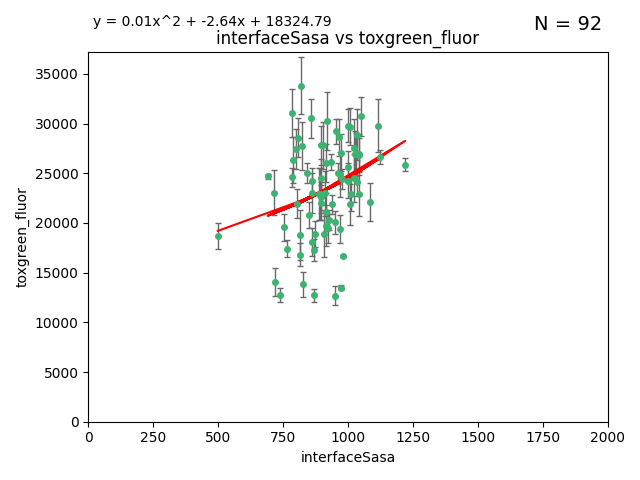 y = 0.01x^2 + -2.64x + 18324.79
N = 92
interfaceSasa vs toxgreen_fluor
35000
30000
25000
20000
15000
10000
5000
0
toxgreen_fluor
0 250 500 750 1000 1250 1500 1750 2000
interfaceSasa